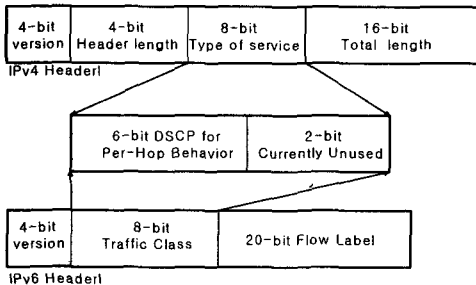 4-bit
version
4-bit
Header length
8-bit
Type of service
16-bit
Total length
IPv4 Header|
6-bit DSCP for
Per-Hop Behavior
2-bit
Currently Unused
4-bit
version
8-bit
Traffic Class
20-bit Flow Label
IPv6 Header|